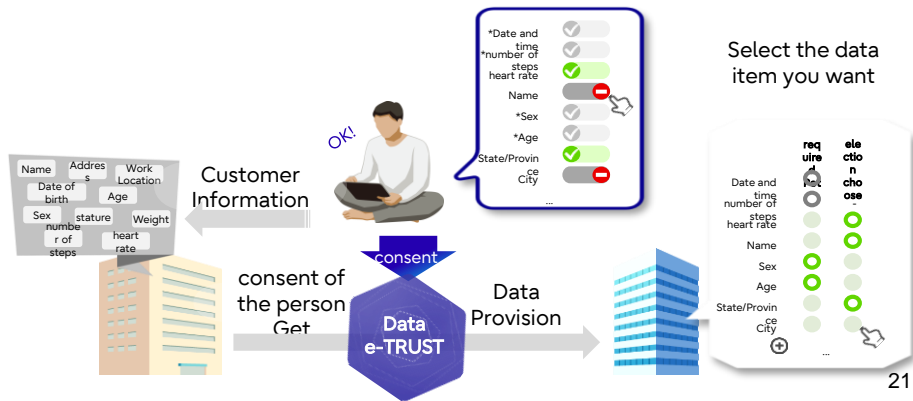 *Date and
time
*number of
steps
heart rate
Name
*Sex
*Age
State/Provin
ce
City
...
Select the data
item you want
req
uire
d
ele
ctio
n
cho
ose
Date and
time
number of
steps
heart rate
Name
Sex
Age
State/Provin
ce
City
...
OK!
Name
Addres
s
Work
Location
Date of
birth
Age
Sex
stature
Weight
numbe
r of
steps
heart
rate
Customer
Information
consent
consent of
the person
Get
Data
e-TRUST
Data
Provision
21